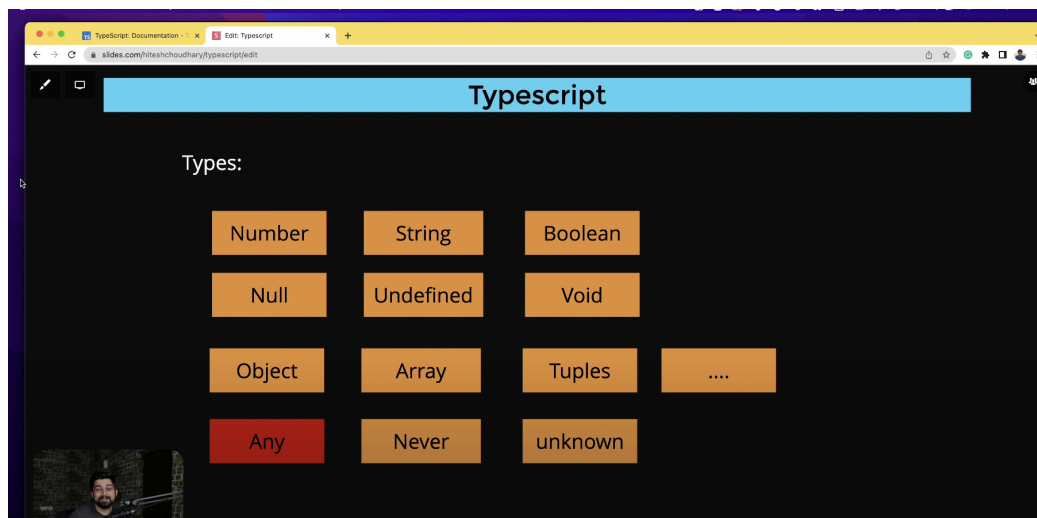 TypeScript: Documentation - T
Edit: Typescript
slides.com/hiteshchoudhary/typescript/edit
Typescript
Types:
Number String Boolean
Null Undefined Void
Object Array Tuples ....
Any Never unknown